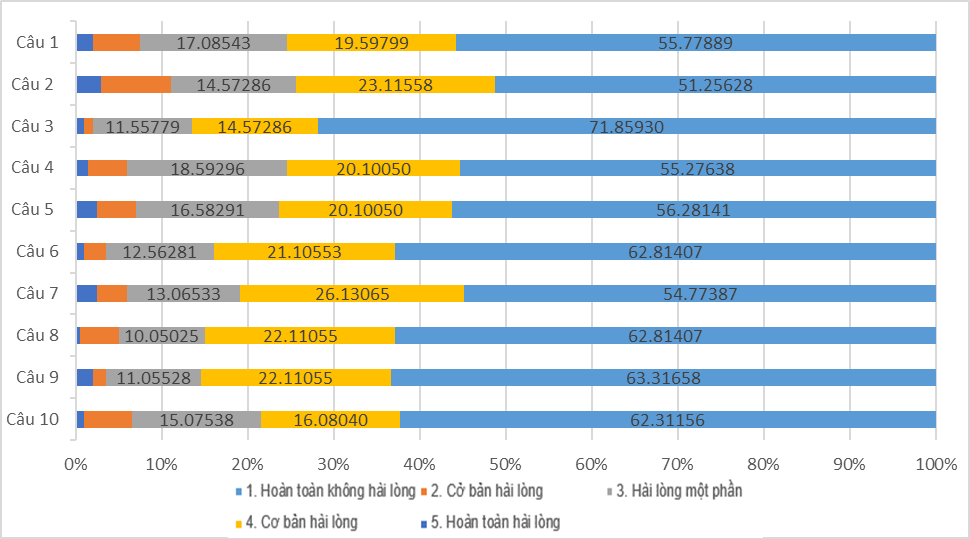 Câu 1 17.08543 19.59799 55.77889
Câu 2 14.57286 23.11558 51.25628
Câu 3 11.55779 14.57286 71.85930
Câu 4 18.59296 20.10050 55.27638
Câu 5 16.58291 20.10050 56.28141
Câu 6 12.56281 21.10553 62.81407
Câu 7 13.06533 26.13065 54.77387
Câu 8 10.05025 22.11055 62.81407
Câu 9 11.05528 22.11055 63.31658
Câu 10 15.07538 16.08040 62.31156
0% 10% 20% 30% 40% 50% 60% 70% 80% 90% 100%
1. Hoàn toàn không hài lòng 2. Cở bản hài lòng 3. Hài lòng một phần
4. Cơ bản hài lòng 5. Hoàn toàn hài lòng